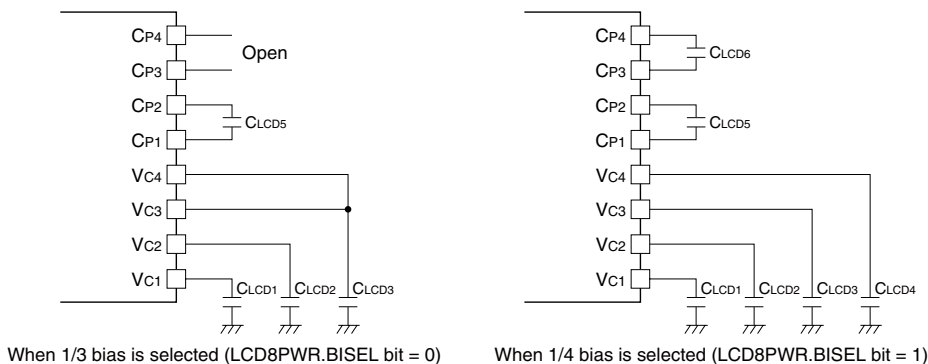 CP4
Open
CP3
CP2
CLCD5
CP1
VC4
VC3
VC2
VC1
CLCD1
CLCD2
CLCD3
When 1/3 bias is selected (LCD8PWR.BISEL bit = 0)
CP4
CLCD6
CP3
CP2
CLCD5
CP1
VC4
VC3
VC2
VC1
CLCD1
CLCD2
CLCD3
CLCD4
When 1/4 bias is selected (LCD8PWR.BISEL bit = 1)